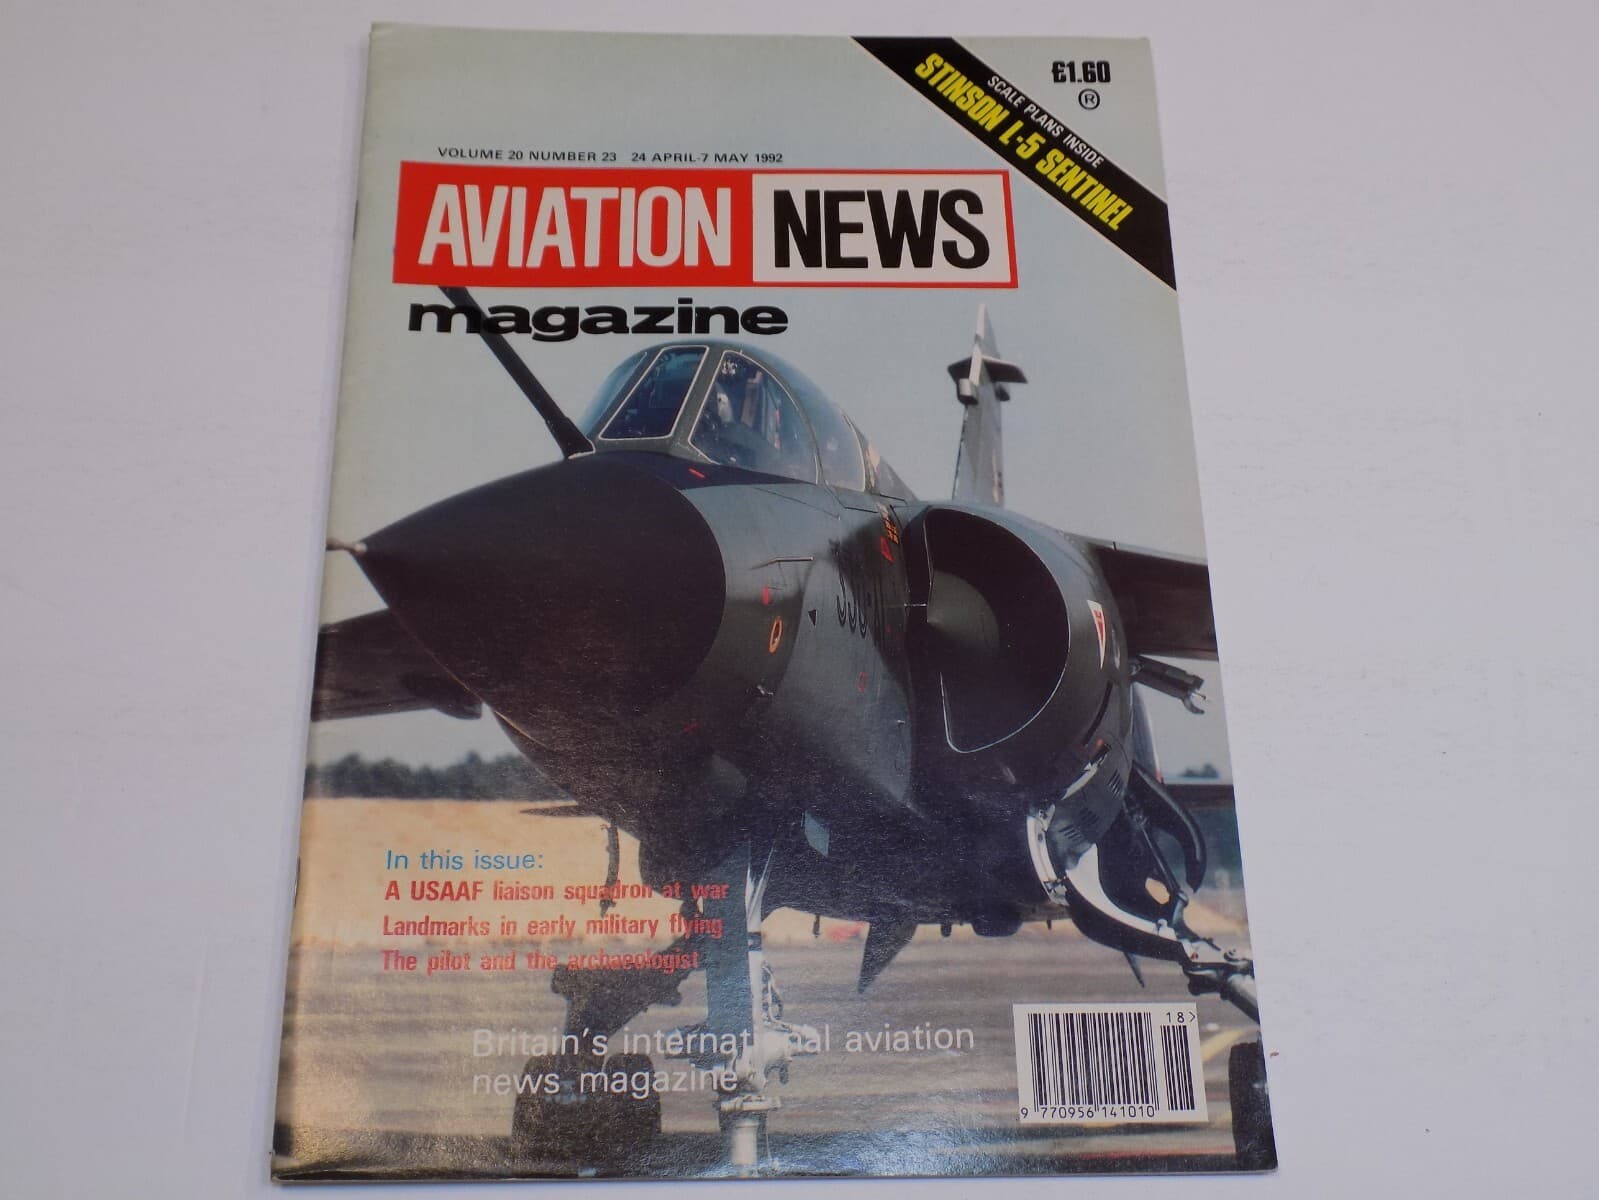 £1.60
®
SCALE PLANS INSIDE
STINSON L-5 SENTINEL
VOLUME 20 NUMBER 23 24 APRIL-7 MAY 1992
AVIATION NEWS
magazine
In this issue:
A USAAF liaison squadron at war
Landmarks in early military flying
The pilot and the archaeologist
Britain's international aviation
news magazine
18>
9 770956 141010